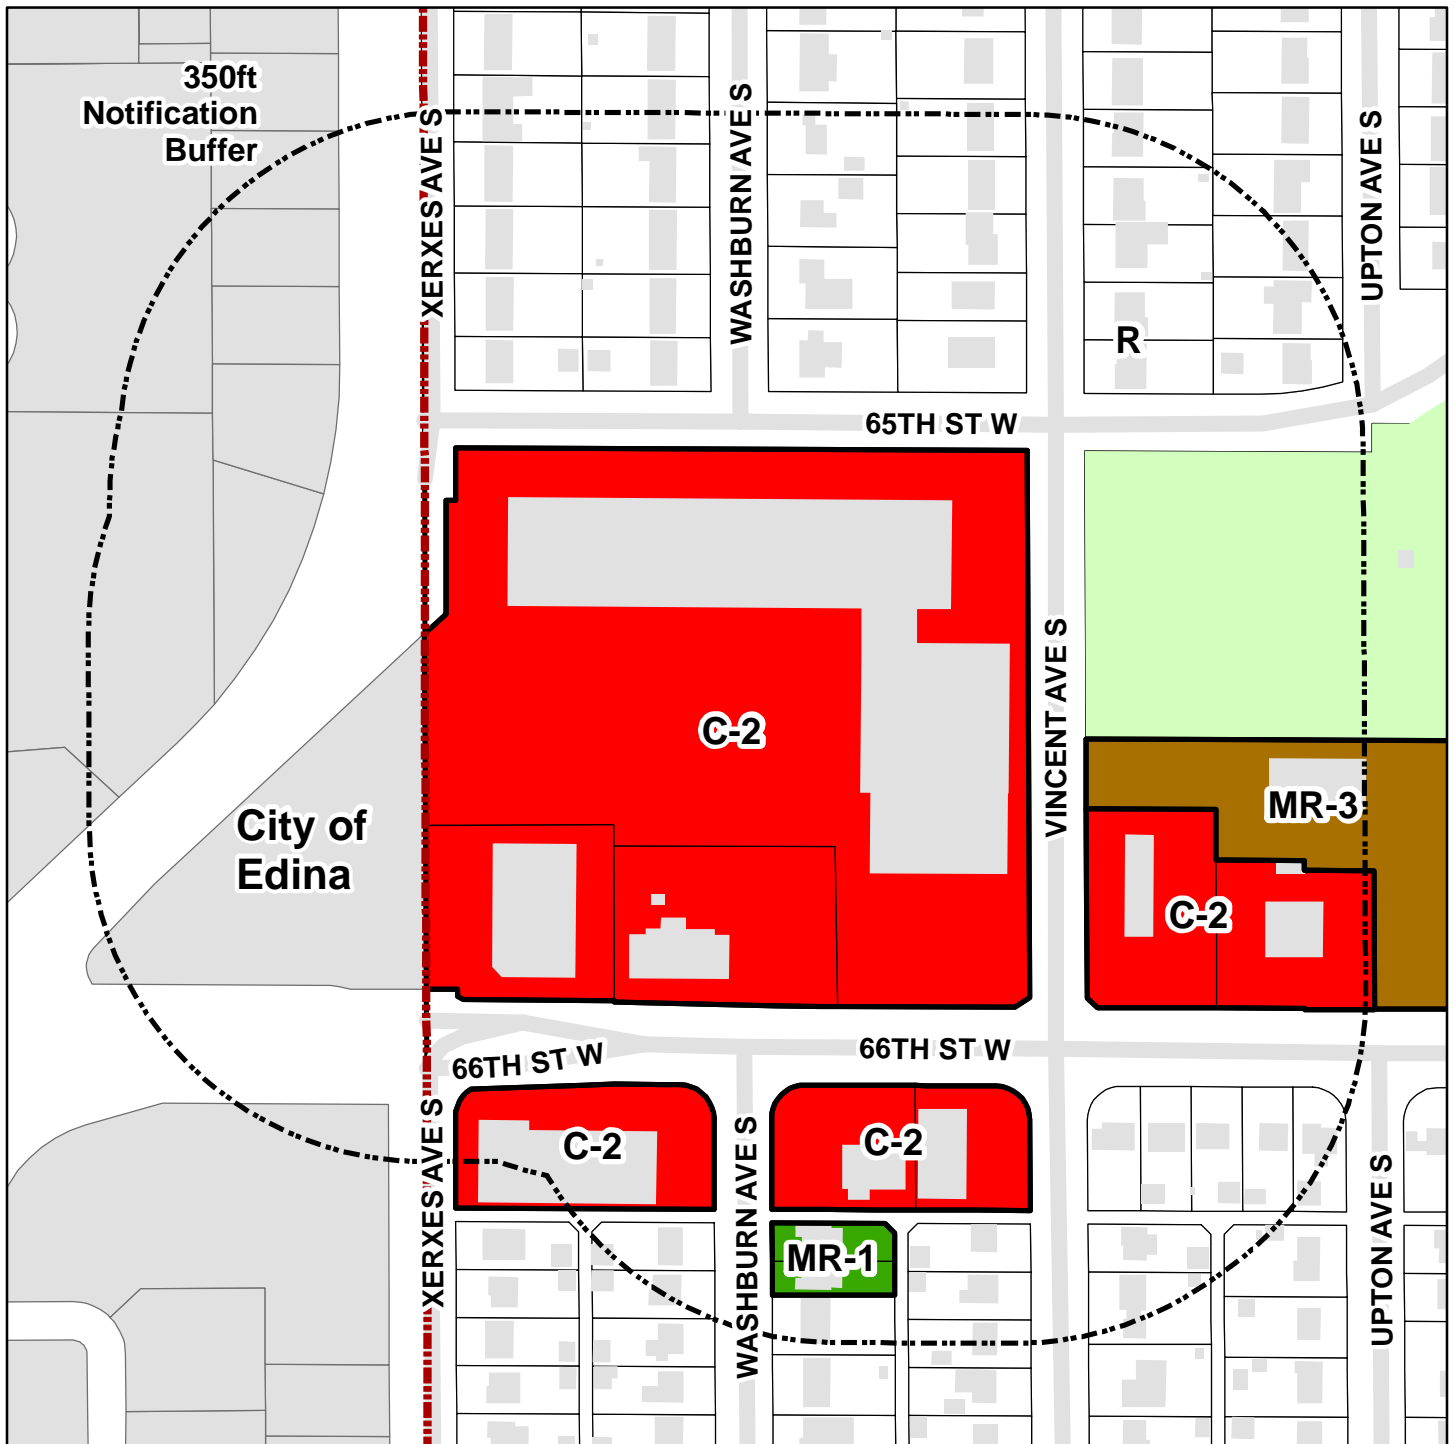 350ft
Notification
Buffer
XERXES AVE S
WASHBURN AVE S
UPTON AVE S
R
65TH ST W
C-2
VINCENT AVE S
MR-3
City of
Edina
C-2
66TH ST W
66TH ST W
C-2
C-2
XERXES AVE S
WASHBURN AVE S
UPTON AVE S
MR-1